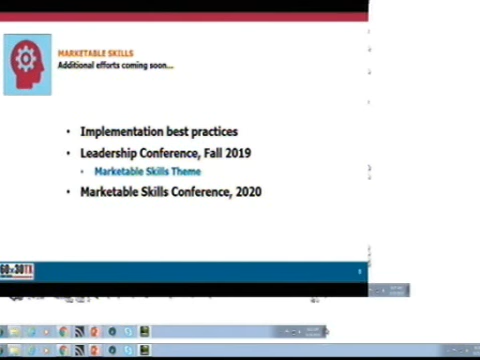 MARKETABLE SKILLS
Additional efforts coming soon...
• Implementation best practices
• Leadership Conference, Fall 2019
• Marketable Skills Theme
• Marketable Skills Conference, 2020
60x30TX